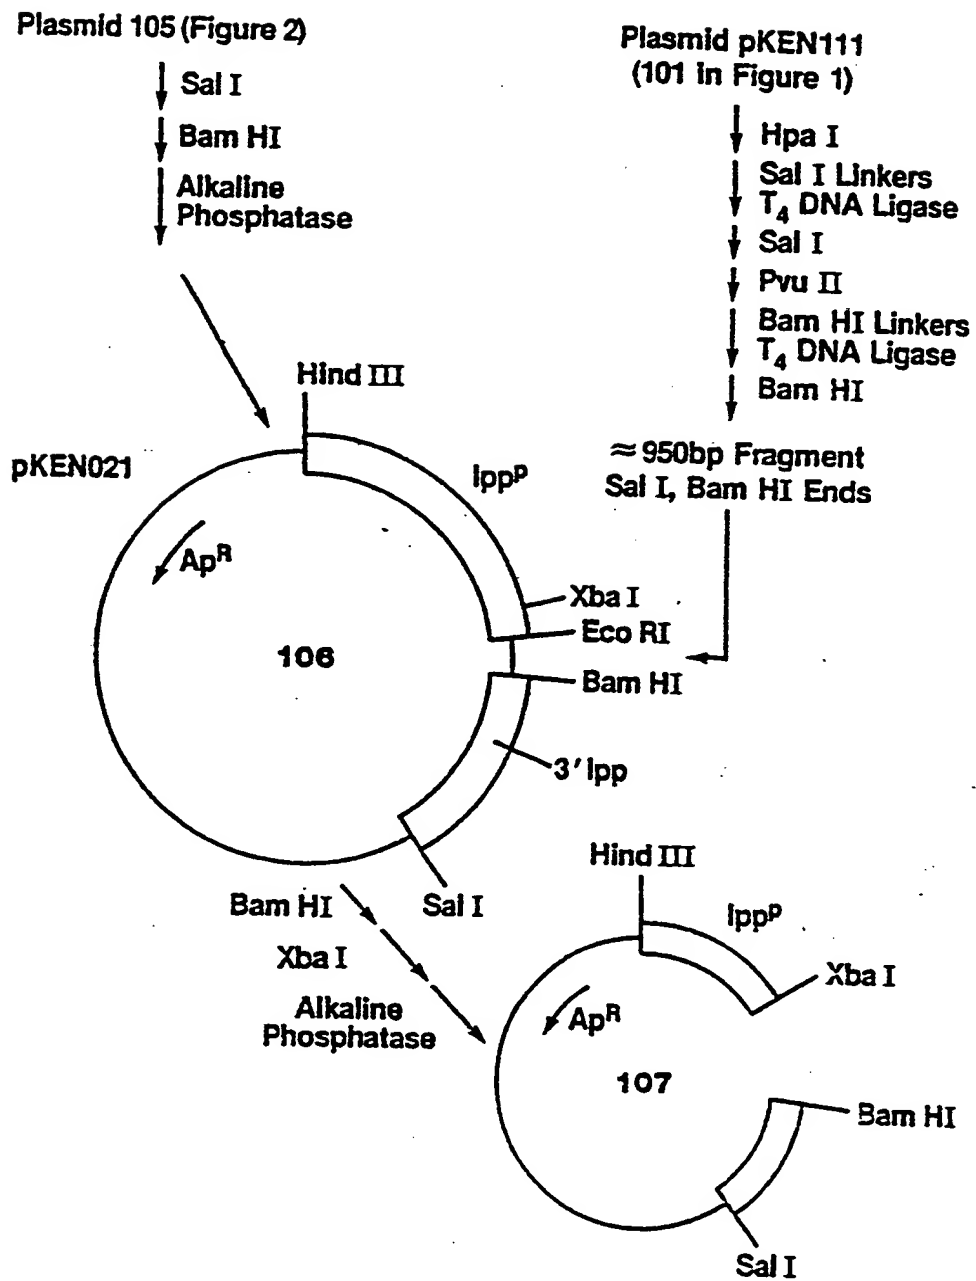 Plasmid 105 (Figure 2)
Sal I
Bam HI
Alkaline
Phosphatase
Plasmid pKEN111
(101 in Figure 1)
Hpa I
Sal I Linkers
T4 DNA Ligase
Sal I
Pvu II
Bam HI Linkers
T4 DNA Ligase
Bam HI
≈950bp Fragment
Sal I, Bam HI Ends
pKEN021
Hind III
lppP
ApR
Xba I
Eco RI
106
Bam HI
3' lpp
Sal I
Bam HI
Xba I
Alkaline
Phosphatase
Hind III
lppP
Xba I
ApR
107
Bam HI
Sal I